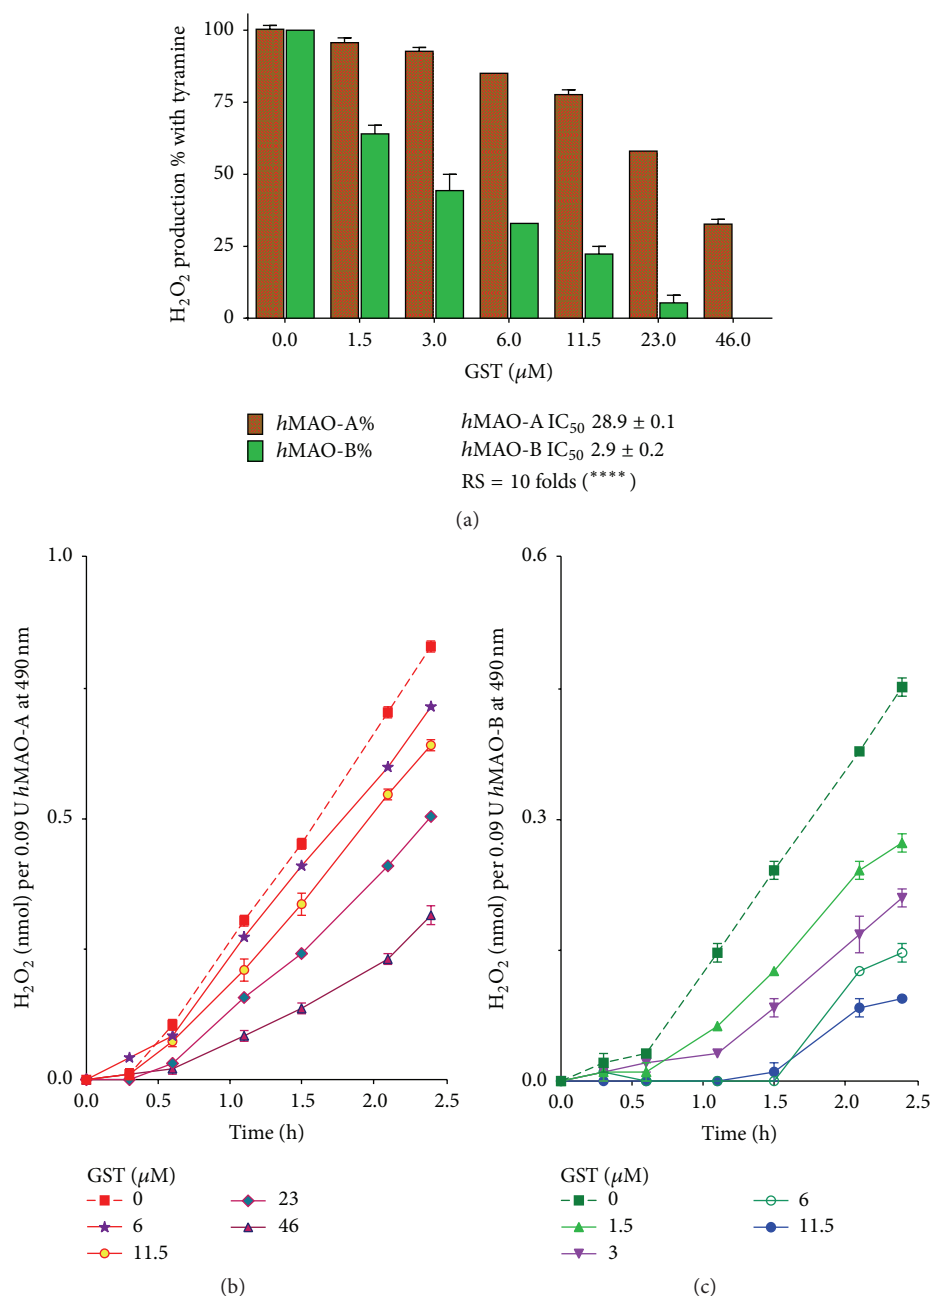 H₂O₂ production % with tyramine
100
75
50
25
0
0.0 1.5 3.0 6.0 11.5 23.0 46.0
GST (μM)
hMAO-A% hMAO-A IC₅₀ 28.9 ± 0.1
hMAO-B% hMAO-B IC₅₀ 2.9 ± 0.2
RS = 10 folds (****)
(a)
H₂O₂ (nmol) per 0.09 U hMAO-A at 490 nm
1.0
0.5
0.0
0.0 0.5 1.0 1.5 2.0 2.5
Time (h)
GST (μM)
0 23
6 46
11.5
(b)
H₂O₂ (nmol) per 0.09 U hMAO-B at 490 nm
0.6
0.3
0.0
0.0 0.5 1.0 1.5 2.0 2.5
Time (h)
GST (μM)
0 6
1.5 11.5
3
(c)